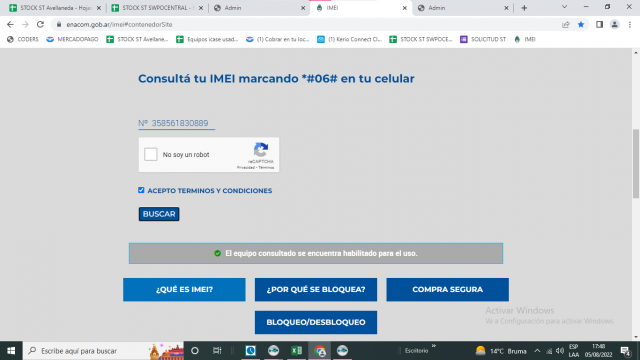 STOCK ST Avellaneda - Hoja
STOCK ST SWPOCENTRAL -
Admin
IMEI
Admin
enacom.gob.ar/imei#contenedorSite
CODERS
MERCADOPAGO
STOCK ST Avellane...
Equipos icase usad...
(1) Cobrar en tu loc...
(1) Kerio Connect Cl...
STOCK ST SWPOCE...
SOLICITUD ST
IMEI
Consultá tu IMEI marcando *#06# en tu celular
Nº 358561830889
No soy un robot
reCAPTCHA
Privacidad - Términos
ACEPTO TERMINOS Y CONDICIONES
BUSCAR
El equipo consultado se encuentra habilitado para el uso.
¿QUÉ ES IMEI?
¿POR QUÉ SE BLOQUEA?
COMPRA SEGURA
BLOQUEO/DESBLOQUEO
Activar Windows
Ve a Configuración para activar Windows.
Escribe aquí para buscar
Escritorio
14°C Bruma
ESP
LAA
17:48
05/08/2022